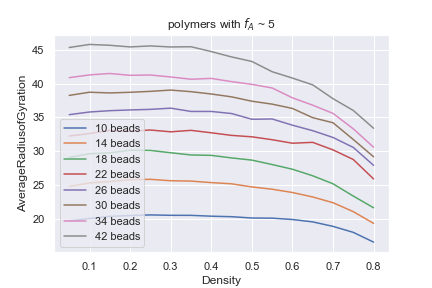 polymers with f_A ~ 5
45
40
35
30
25
20
AverageRadiusofGyration
10 beads
14 beads
18 beads
22 beads
26 beads
30 beads
34 beads
42 beads
0.1 0.2 0.3 0.4 0.5 0.6 0.7 0.8
Density